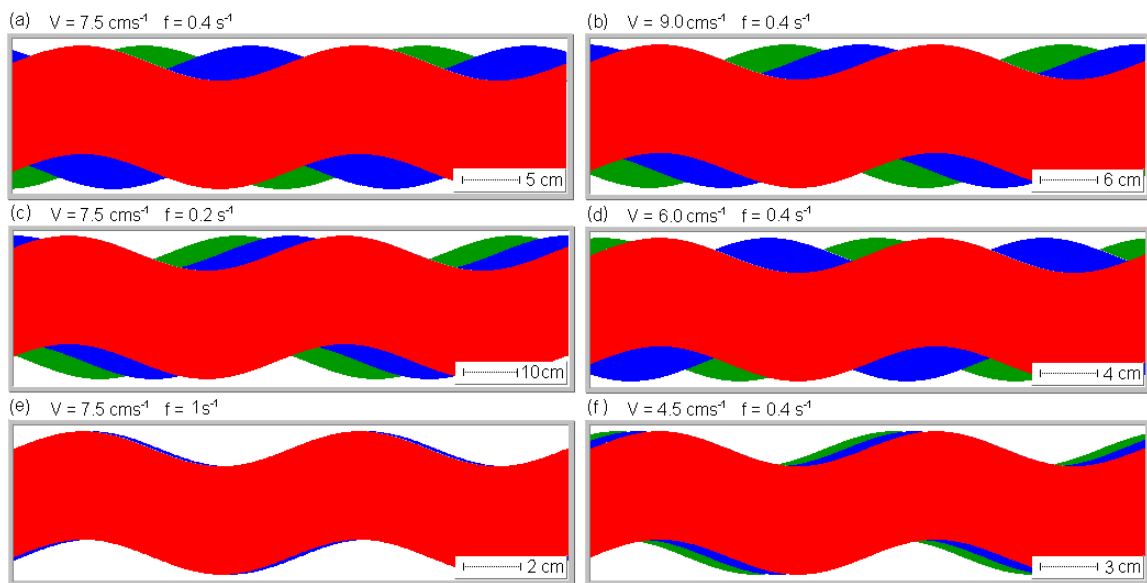 (a) V = 7.5 cms⁻¹ f = 0.4 s⁻¹
5 cm
(b) V = 9.0 cms⁻¹ f = 0.4 s⁻¹
6 cm
(c) V = 7.5 cms⁻¹ f = 0.2 s⁻¹
10cm
(d) V = 6.0 cms⁻¹ f = 0.4 s⁻¹
4 cm
(e) V = 7.5 cms⁻¹ f = 1s⁻¹
2 cm
(f) V = 4.5 cms⁻¹ f = 0.4 s⁻¹
3 cm